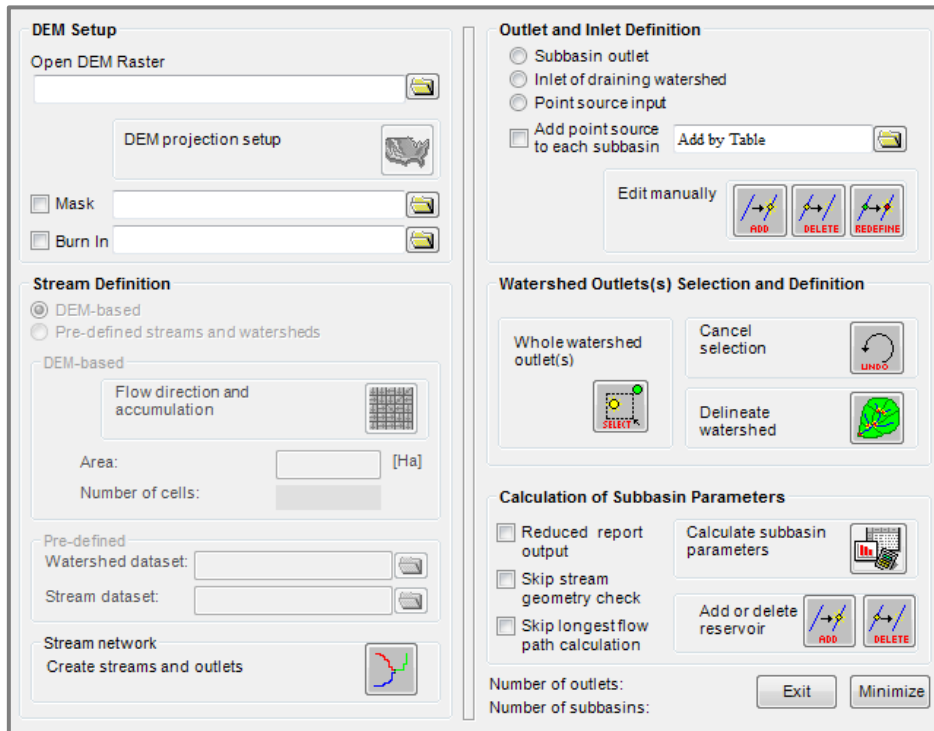 DEM Setup
Open DEM Raster
DEM projection setup
Mask
Burn In
Stream Definition
DEM-based
Pre-defined streams and watersheds
DEM-based
Flow direction and
accumulation
Area:
[Ha]
Number of cells:
Pre-defined
Watershed dataset:
Stream dataset:
Stream network
Create streams and outlets
Outlet and Inlet Definition
Subbasin outlet
Inlet of draining watershed
Point source input
Add point source
to each subbasin
Add by Table
Edit manually
ADD
DELETE
REDEFINE
Watershed Outlets(s) Selection and Definition
Whole watershed
outlet(s)
SELECT
Cancel
selection
UNDO
Delineate
watershed
Calculation of Subbasin Parameters
Reduced report
output
Skip stream
geometry check
Skip longest flow
path calculation
Calculate subbasin
parameters
Add or delete
reservoir
ADD
DELETE
Number of outlets:
Number of subbasins:
Exit
Minimize